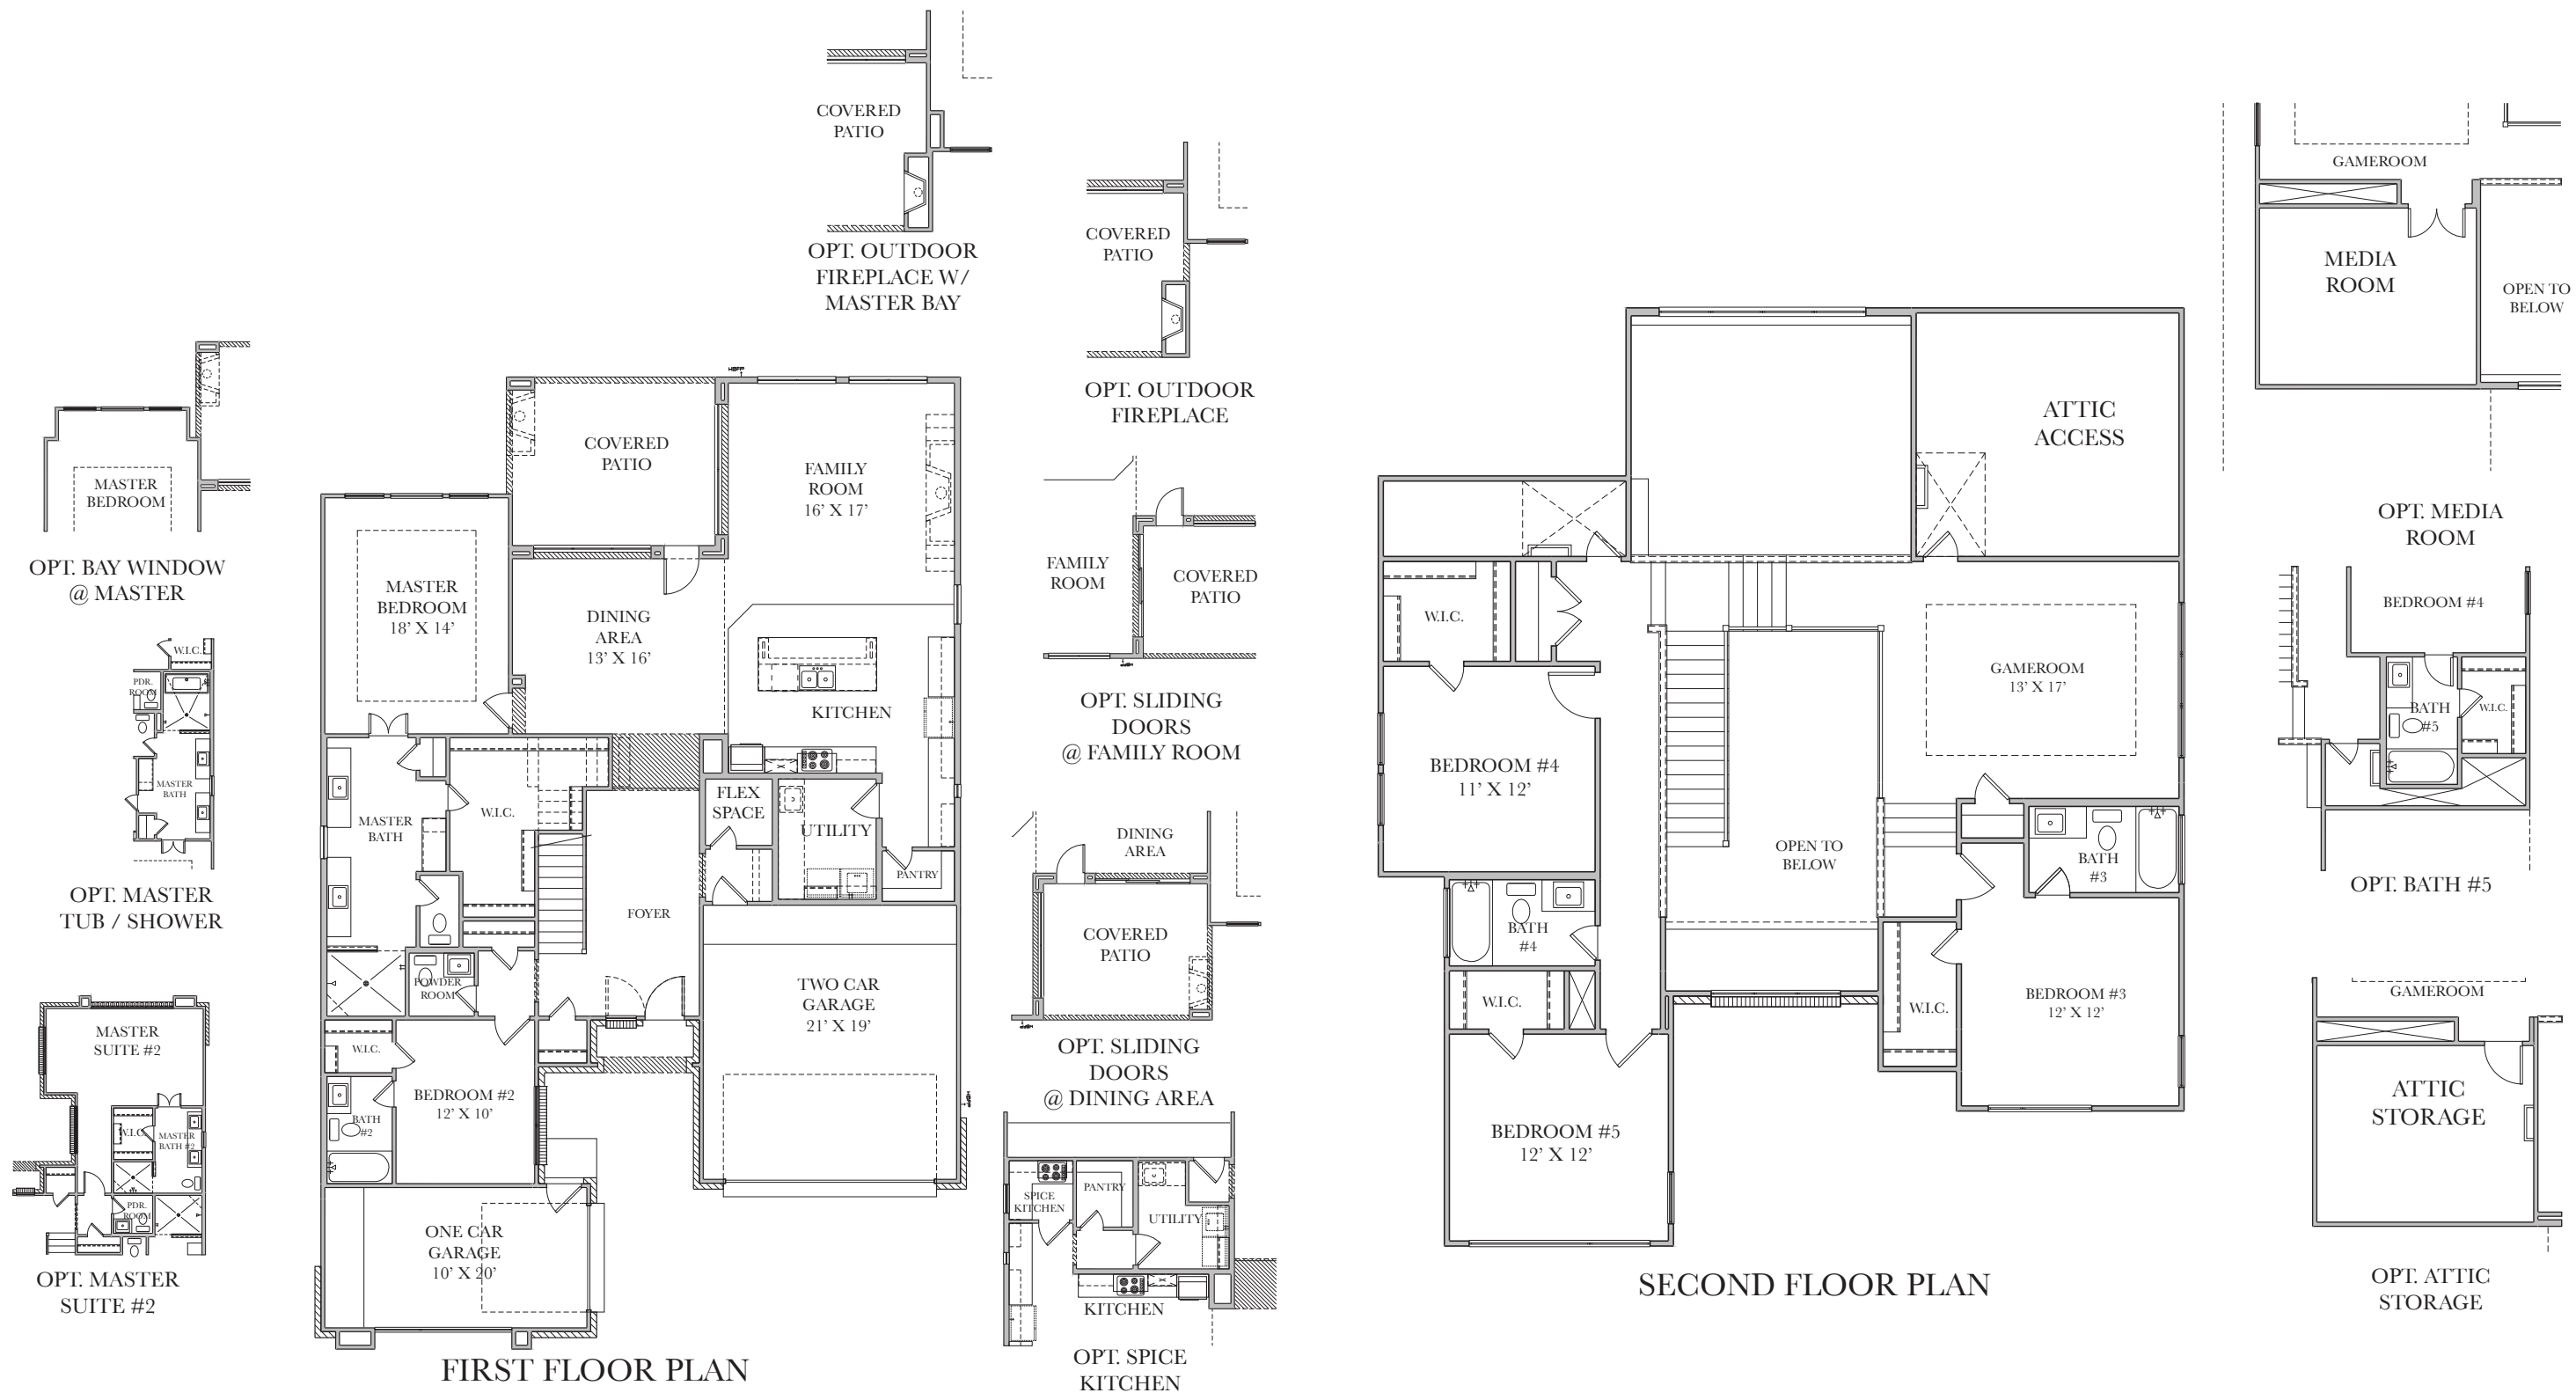 COVERED
PATIO
OPT. OUTDOOR
FIREPLACE W/
MASTER BAY
COVERED
PATIO
OPT. OUTDOOR
FIREPLACE
MASTER
BEDROOM
OPT. BAY WINDOW
@ MASTER
W.I.C.
PDR.
ROOM
MASTER
BATH
OPT. MASTER
TUB / SHOWER
MASTER
SUITE #2
W.I.C.
MASTER
BATH #2
PDR.
ROOM
OPT. MASTER
SUITE #2
COVERED
PATIO
FAMILY
ROOM
16' X 17'
MASTER
BEDROOM
18' X 14'
DINING
AREA
13' X 16'
KITCHEN
MASTER
BATH
W.I.C.
FLEX
SPACE
UTILITY
PANTRY
FOYER
POWDER
ROOM
TWO CAR
GARAGE
21' X 19'
W.I.C.
BEDROOM #2
12' X 10'
BATH
#2
ONE CAR
GARAGE
10' X 20'
FIRST FLOOR PLAN
FAMILY
ROOM
COVERED
PATIO
OPT. SLIDING
DOORS
@ FAMILY ROOM
DINING
AREA
COVERED
PATIO
OPT. SLIDING
DOORS
@ DINING AREA
SPICE
KITCHEN
PANTRY
UTILITY
KITCHEN
OPT. SPICE
KITCHEN
ATTIC
ACCESS
W.I.C.
GAMEROOM
13' X 17'
BEDROOM #4
11' X 12'
OPEN TO
BELOW
BATH
#3
BATH
#4
W.I.C.
W.I.C.
BEDROOM #3
12' X 12'
BEDROOM #5
12' X 12'
SECOND FLOOR PLAN
GAMEROOM
MEDIA
ROOM
OPEN TO
BELOW
OPT. MEDIA
ROOM
BEDROOM #4
BATH
#5
W.I.C.
OPT. BATH #5
GAMEROOM
ATTIC
STORAGE
OPT. ATTIC
STORAGE